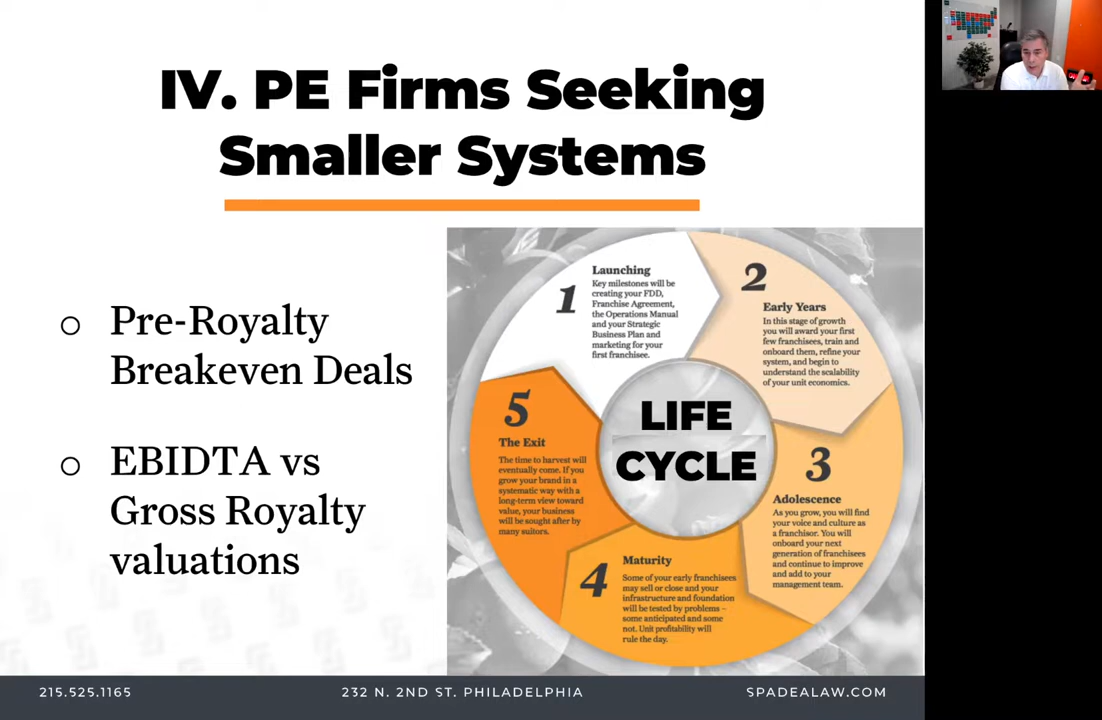 IV. PE Firms Seeking
Smaller Systems
Pre-Royalty
Breakeven Deals
EBIDTA vs
Gross Royalty
valuations
LIFE
CYCLE
1
Launching
Key milestones will be
creating your FDD,
Franchise Agreement,
the Operations Manual
and your Strategic
Business Plan and
marketing for your
first franchisee.
2
Early Years
In this stage of growth
you will award your first
few franchisees, train and
onboard them, refine your
system, and begin to
understand the scalability
of your unit economics.
3
Adolescence
As you grow, you will find
your voice and culture as
a franchisor. You will
onboard your next
generation of franchisees
and continue to improve
and add to your
management team.
4
Maturity
Some of your early franchisees
may sell or close and your
infrastructure and foundation
will be tested by problems –
some anticipated and some
not. Unit profitability will
rule the day.
5
The Exit
The time to harvest will
eventually come. If you
grow your brand in a
systematic way with a
long-term view toward
value, your business
will be sought after by
many suitors.
215.525.1165
232 N. 2ND ST. PHILADELPHIA
SPADEALAW.COM